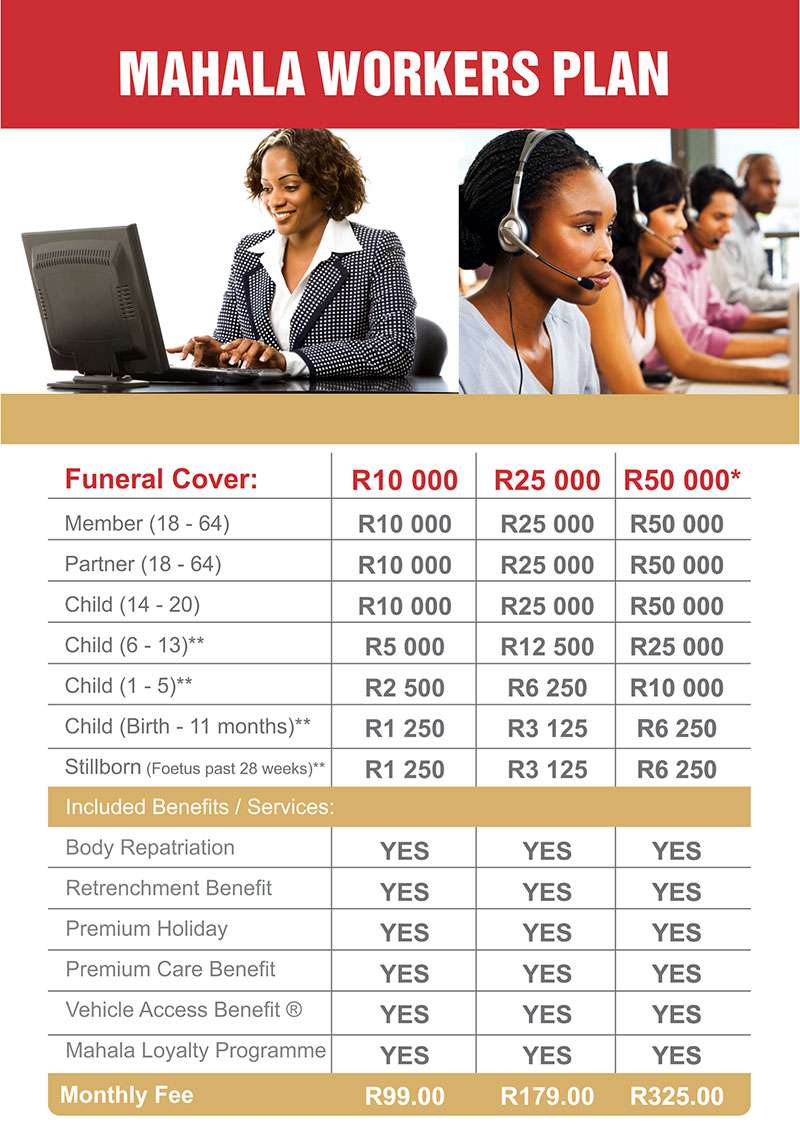 MAHALA WORKERS PLAN
Funeral Cover: R10 000 R25 000 R50 000*
Member (18 - 64) R10 000 R25 000 R50 000
Partner (18 - 64) R10 000 R25 000 R50 000
Child (14 - 20) R10 000 R25 000 R50 000
Child (6 - 13)** R5 000 R12 500 R25 000
Child (1 - 5)** R2 500 R6 250 R10 000
Child (Birth - 11 months)** R1 250 R3 125 R6 250
Stillborn (Foetus past 28 weeks)** R1 250 R3 125 R6 250
Included Benefits / Services:
Body Repatriation YES YES YES
Retrenchment Benefit YES YES YES
Premium Holiday YES YES YES
Premium Care Benefit YES YES YES
Vehicle Access Benefit ® YES YES YES
Mahala Loyalty Programme YES YES YES
Monthly Fee R99.00 R179.00 R325.00